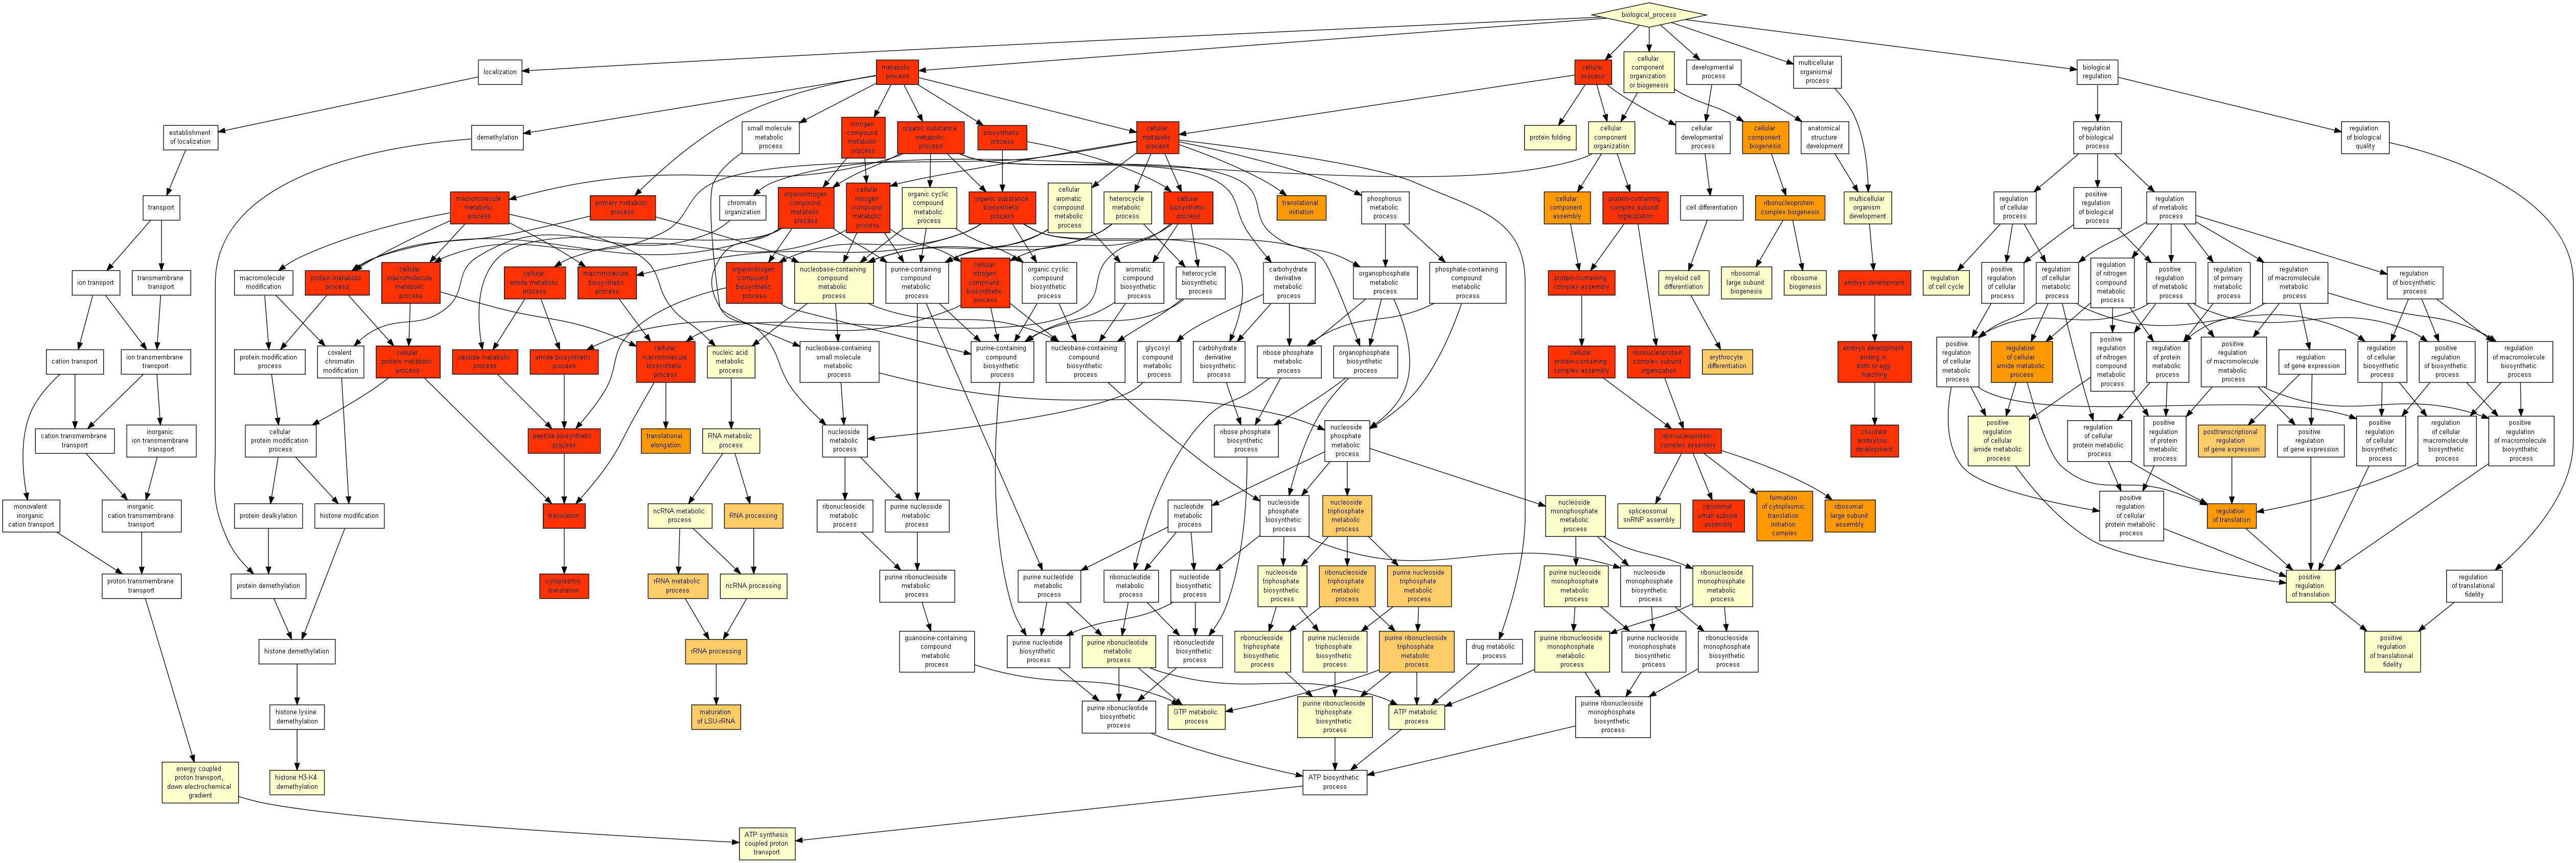 biological_process
localization
metabolic
process
cellular
process
cellular
component
organization
or biogenesis
developmental
process
multicellular
organismal
process
biological
regulation
establishment
of localization
demethylation
small molecule
metabolic
process
nitrogen
compound
metabolic
process
organic substance
metabolic
process
biosynthetic
process
cellular
metabolic
process
protein folding
cellular
component
organization
cellular
developmental
process
cellular
component
biogenesis
anatomical
structure
development
regulation
of biological
process
regulation
of biological
quality
transport
macromolecule
metabolic
process
primary metabolic
process
chromatin
organization
organonitrogen
compound
metabolic
process
cellular
nitrogen
compound
metabolic
process
organic cyclic
compound
metabolic
process
organic substance
biosynthetic
process
cellular
aromatic
compound
metabolic
process
heterocycle
metabolic
process
cellular
biosynthetic
process
translational
initiation
phosphorus
metabolic
process
cellular
component
assembly
protein-containing
complex subunit
organization
cell differentiation
ribonucleoprotein
complex biogenesis
multicellular
organism
development
regulation
of cellular
process
positive
regulation
of biological
process
regulation
of metabolic
process
ion transport
transmembrane
transport
macromolecule
modification
protein metabolic
process
cellular
macromolecule
metabolic
process
cellular
amide metabolic
process
macromolecule
biosynthetic
process
organonitrogen
compound
biosynthetic
process
nucleobase-containing
compound
metabolic
process
purine-containing
compound
metabolic
process
cellular
nitrogen
compound
biosynthetic
process
organic cyclic
compound
biosynthetic
process
aromatic
compound
biosynthetic
process
heterocycle
biosynthetic
process
carbohydrate
derivative
metabolic
process
organophosphate
metabolic
process
phosphate-containing
compound
metabolic
process
protein-containing
complex assembly
myeloid cell
differentiation
ribosomal
large subunit
biogenesis
ribosome
biogenesis
embryo development
regulation
of cell cycle
positive
regulation
of cellular
process
regulation
of cellular
metabolic
process
regulation
of nitrogen
compound
metabolic
process
positive
regulation
of metabolic
process
regulation
of primary
metabolic
process
regulation
of macromolecule
metabolic
process
regulation
of biosynthetic
process
cation transport
ion transmembrane
transport
protein modification
process
covalent
chromatin
modification
cellular
protein metabolic
process
peptide metabolic
process
amide biosynthetic
process
cellular
macromolecule
biosynthetic
process
nucleic acid
metabolic
process
nucleobase-containing
small molecule
metabolic
process
purine-containing
compound
biosynthetic
process
nucleobase-containing
compound
biosynthetic
process
glycosyl
compound
metabolic
process
carbohydrate
derivative
biosynthetic
process
ribose phosphate
metabolic
process
organophosphate
biosynthetic
process
cellular
protein-containing
complex assembly
ribonucleoprotein
complex subunit
organization
erythrocyte
differentiation
embryo development
ending in
birth or egg
hatching
positive
regulation
of cellular
metabolic
process
regulation
of cellular
amide metabolic
process
positive
regulation
of nitrogen
compound
metabolic
process
regulation
of protein
metabolic
process
positive
regulation
of macromolecule
metabolic
process
regulation
of gene expression
regulation
of cellular
biosynthetic
process
positive
regulation
of biosynthetic
process
regulation
of macromolecule
biosynthetic
process
cation transmembrane
transport
inorganic
ion transmembrane
transport
cellular
protein modification
process
peptide biosynthetic
process
translational
elongation
RNA metabolic
process
nucleoside
metabolic
process
ribose phosphate
biosynthetic
process
nucleoside
phosphate
metabolic
process
ribonucleoprotein
complex assembly
chordate
embryonic
development
positive
regulation
of cellular
amide metabolic
process
regulation
of cellular
protein metabolic
process
positive
regulation
of protein
metabolic
process
posttranscriptional
regulation
of gene expression
positive
regulation
of gene expression
positive
regulation
of cellular
biosynthetic
process
regulation
of cellular
macromolecule
biosynthetic
process
positive
regulation
of macromolecule
biosynthetic
process
monovalent
inorganic
cation transport
inorganic
cation transmembrane
transport
protein dealkylation
histone modification
translation
ncRNA metabolic
process
RNA processing
ribonucleoside
metabolic
process
purine nucleoside
metabolic
process
nucleotide
metabolic
process
nucleoside
phosphate
biosynthetic
process
nucleoside
triphosphate
metabolic
process
nucleoside
monophosphate
metabolic
process
spliceosomal
snRNP assembly
ribosomal
small subunit
assembly
formation
of cytoplasmic
translation
initiation
complex
ribosomal
large subunit
assembly
positive
regulation
of cellular
protein metabolic
process
regulation
of translation
proton transmembrane
transport
protein demethylation
cytoplasmic
translation
rRNA metabolic
process
ncRNA processing
purine ribonucleoside
metabolic
process
purine nucleotide
metabolic
process
ribonucleotide
metabolic
process
nucleotide
biosynthetic
process
nucleoside
triphosphate
biosynthetic
process
ribonucleoside
triphosphate
metabolic
process
purine nucleoside
triphosphate
metabolic
process
purine nucleoside
monophosphate
metabolic
process
nucleoside
monophosphate
biosynthetic
process
ribonucleoside
monophosphate
metabolic
process
positive
regulation
of translation
regulation
of translational
fidelity
histone demethylation
rRNA processing
guanosine-containing
compound
metabolic
process
purine nucleotide
biosynthetic
process
purine ribonucleotide
metabolic
process
ribonucleotide
biosynthetic
process
ribonucleoside
triphosphate
biosynthetic
process
purine nucleoside
triphosphate
biosynthetic
process
purine ribonucleoside
triphosphate
metabolic
process
drug metabolic
process
purine ribonucleoside
monophosphate
metabolic
process
purine nucleoside
monophosphate
biosynthetic
process
ribonucleoside
monophosphate
biosynthetic
process
positive
regulation
of translational
fidelity
histone lysine
demethylation
maturation
of LSU-rRNA
purine ribonucleotide
biosynthetic
process
GTP metabolic
process
purine ribonucleoside
triphosphate
biosynthetic
process
ATP metabolic
process
purine ribonucleoside
monophosphate
biosynthetic
process
energy coupled
proton transport,
down electrochemical
gradient
histone H3-K4
demethylation
ATP biosynthetic
process
ATP synthesis
coupled proton
transport